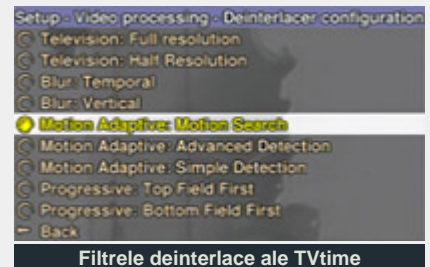 Setup - Video processing - Deinterlacer configuration
Television: Full resolution
Television: Half Resolution
Blur: Temporal
Blur: Vertical
Motion Adaptive: Motion Search
Motion Adaptive: Advanced Detection
Motion Adaptive: Simple Detection
Progressive: Top Field First
Progressive: Bottom Field First
Back
Filtrele deinterlace ale TVtime